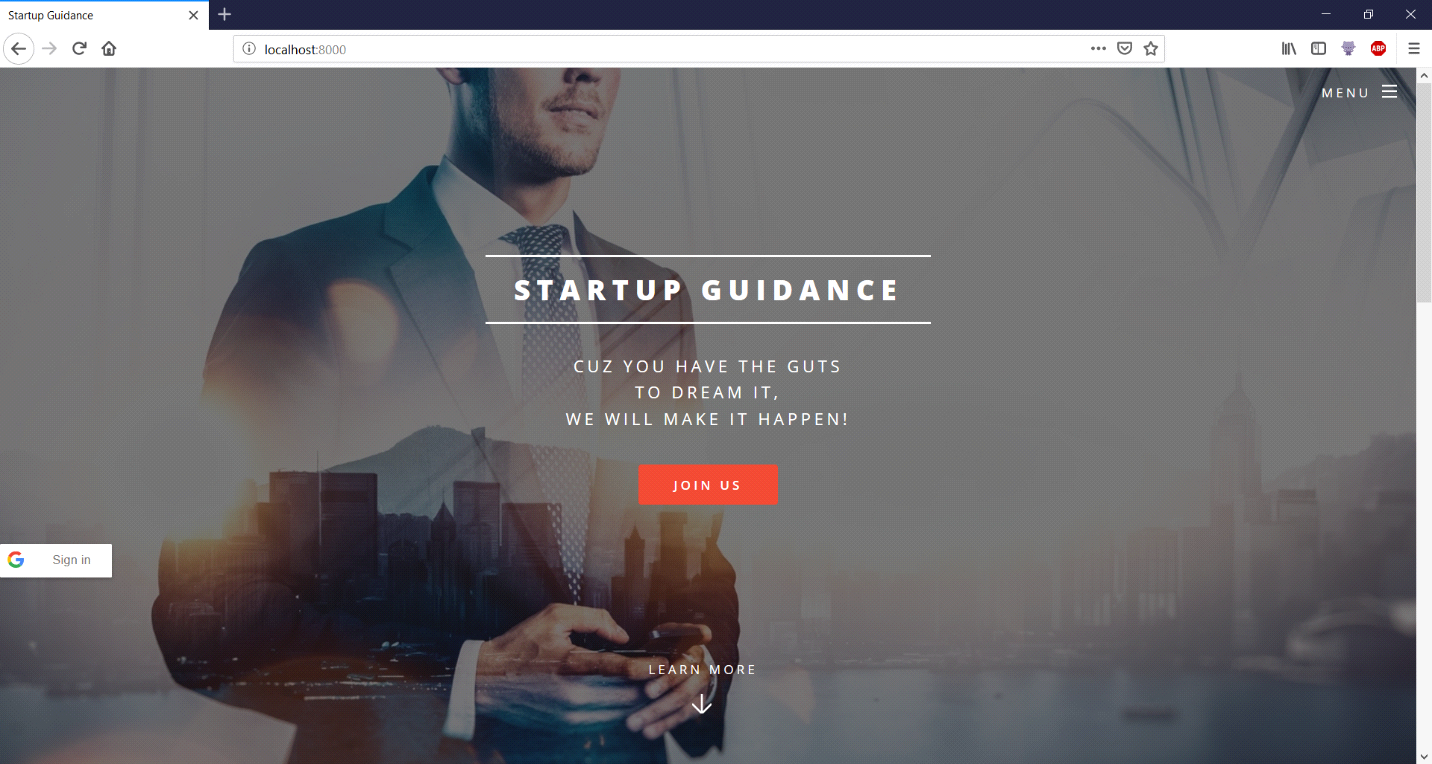 Startup Guidance
localhost:8000
ABP
MENU
STARTUP GUIDANCE
CUZ YOU HAVE THE GUTS
TO DREAM IT,
WE WILL MAKE IT HAPPEN!
JOIN US
Sign in
LEARN MORE